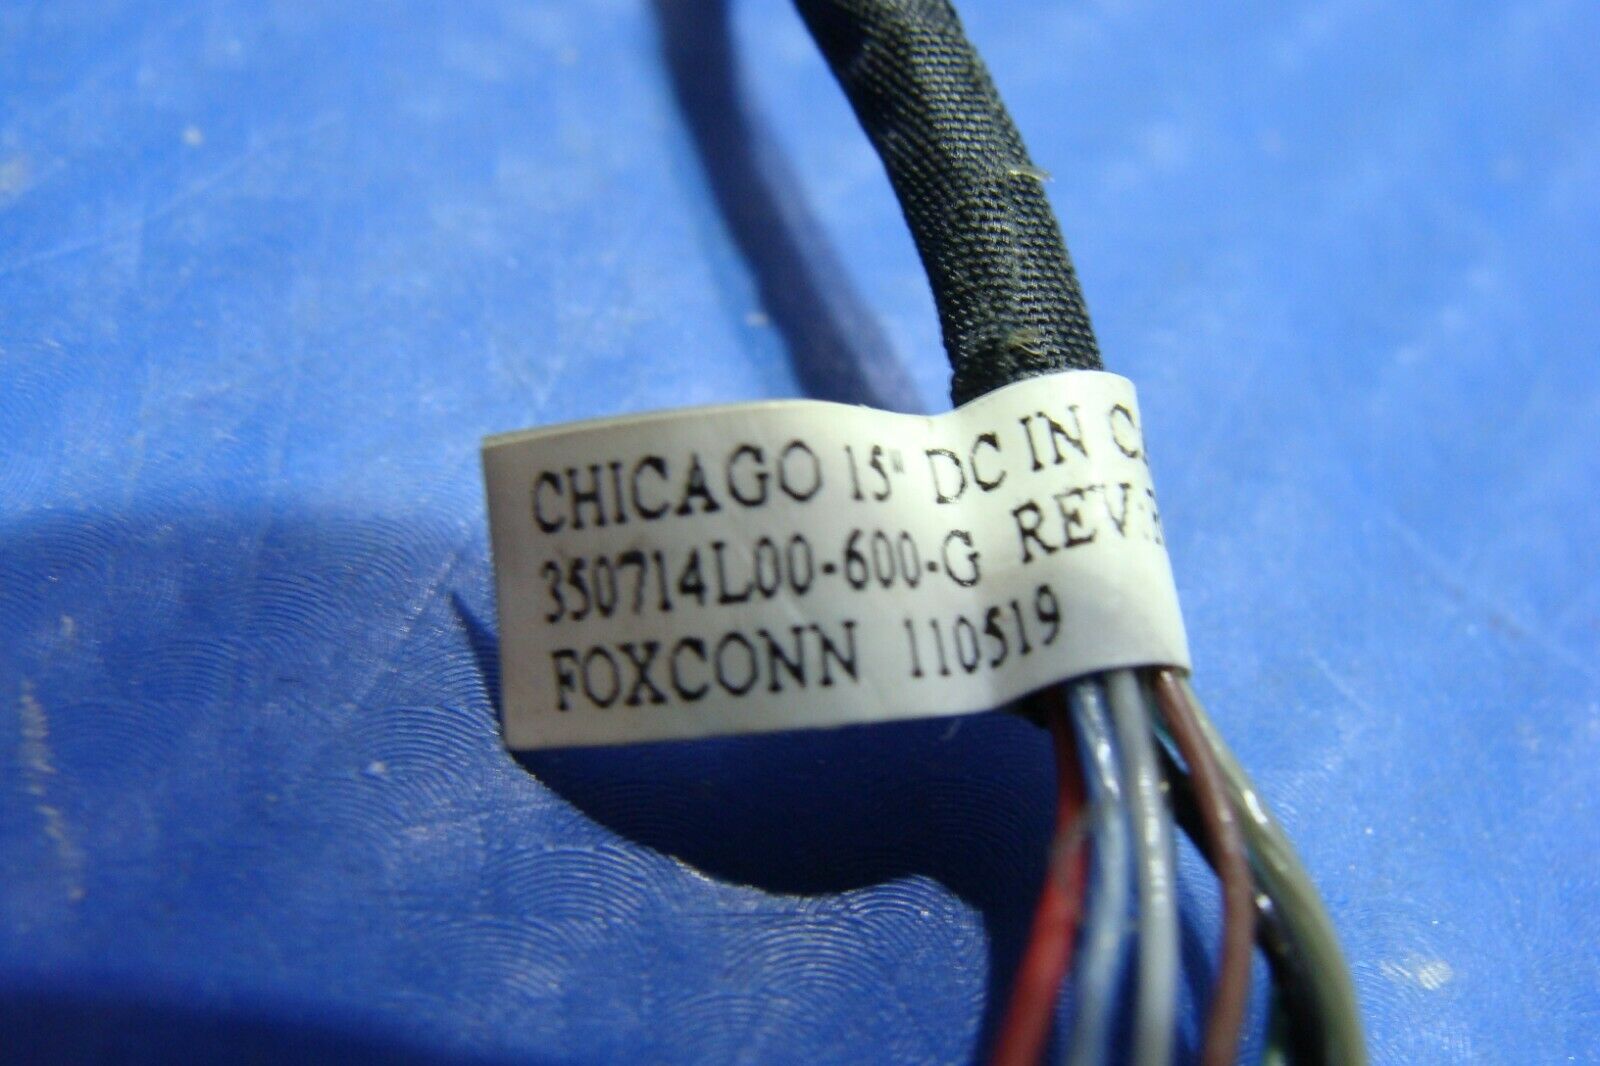 CHICAGO 15" DC IN
350714L00-600-G REV:
FOXCONN 110519